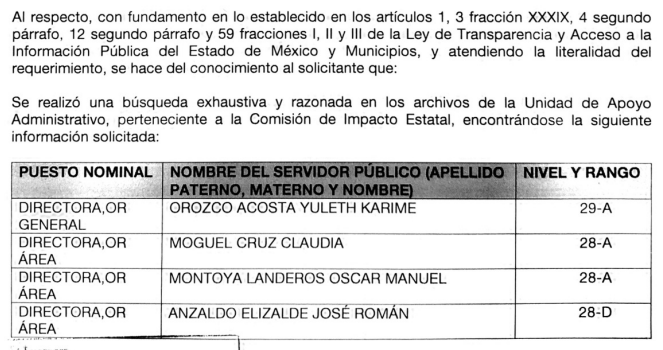 Al respecto, con fundamento en lo establecido en los artículos 1, 3 fracción XXXIX, 4 segundo
párrafo, 12 segundo párrafo y 59 fracciones I, II y III de la Ley de Transparencia y Acceso a la
Información Pública del Estado de México y Municipios, y atendiendo la literalidad del
requerimiento, se hace del conocimiento al solicitante que:
Se realizó una búsqueda exhaustiva y razonada en los archivos de la Unidad de Apoyo
Administrativo, perteneciente a la Comisión de Impacto Estatal, encontrándose la siguiente
información solicitada:
PUESTO NOMINAL NOMBRE DEL SERVIDOR PÚBLICO (APELLIDO NIVEL Y RANGO
PATERNO, MATERNO Y NOMBRE)
DIRECTORA,OR OROZCO ACOSTA YULETH KARIME 29-A
GENERAL
DIRECTORA,OR MOGUEL CRUZ CLAUDIA 28-A
ÁREA
DIRECTORA,OR MONTOYA LANDEROS OSCAR MANUEL 28-A
ÁREA
DIRECTORA,OR ANZALDO ELIZALDE JOSÉ ROMÁN 28-D
ÁREA